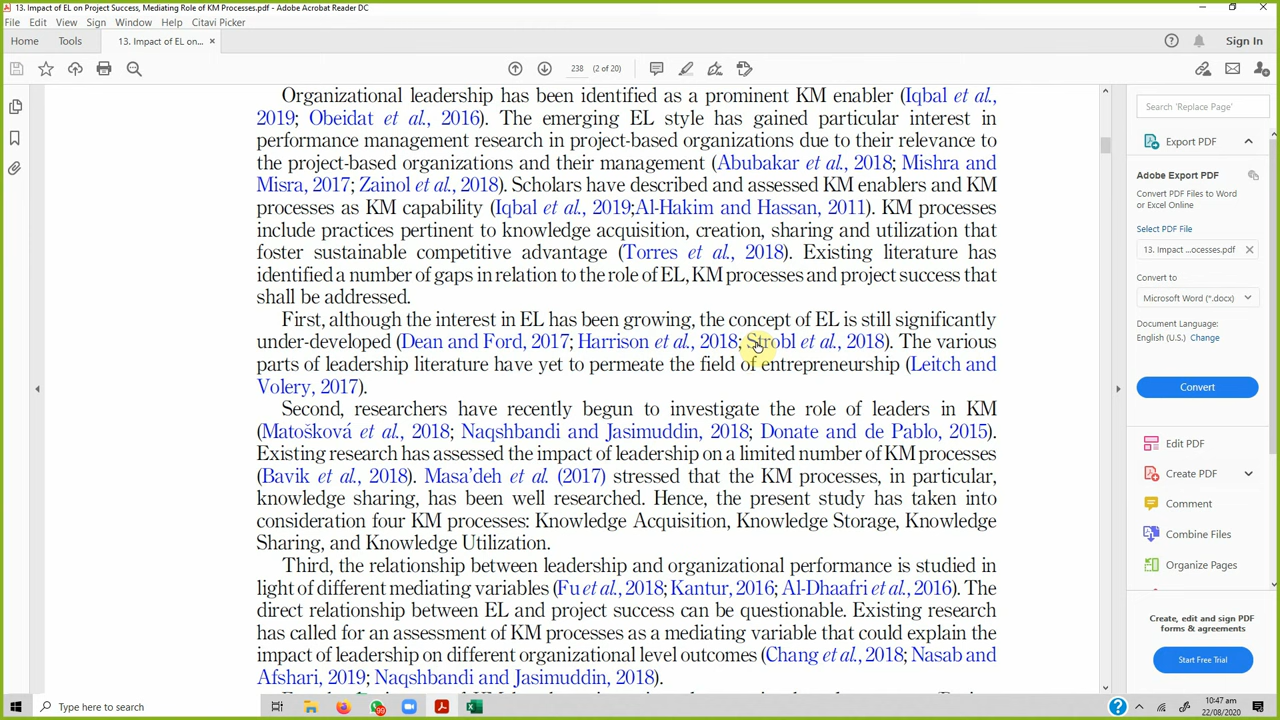 13. Impact of EL on Project Success, Mediating Role of KM Processes.pdf - Adobe Acrobat Reader DC
File Edit View Sign Window Help Citavi Picker
Home Tools 13. Impact of EL on... × Sign In
238 (2 of 20)
Organizational leadership has been identified as a prominent KM enabler (Iqbal et al.,
2019; Obeidat et al., 2016). The emerging EL style has gained particular interest in
performance management research in project-based organizations due to their relevance to
the project-based organizations and their management (Abubakar et al., 2018; Mishra and
Misra, 2017; Zainol et al., 2018). Scholars have described and assessed KM enablers and KM
processes as KM capability (Iqbal et al., 2019;Al-Hakim and Hassan, 2011). KM processes
include practices pertinent to knowledge acquisition, creation, sharing and utilization that
foster sustainable competitive advantage (Torres et al., 2018). Existing literature has
identified a number of gaps in relation to the role of EL, KM processes and project success that
shall be addressed.
First, although the interest in EL has been growing, the concept of EL is still significantly
under-developed (Dean and Ford, 2017; Harrison et al., 2018; Strobl et al., 2018). The various
parts of leadership literature have yet to permeate the field of entrepreneurship (Leitch and
Volery, 2017).
Second, researchers have recently begun to investigate the role of leaders in KM
(Matošková et al., 2018; Naqshbandi and Jasimuddin, 2018; Donate and de Pablo, 2015).
Existing research has assessed the impact of leadership on a limited number of KM processes
(Bavik et al., 2018). Masa'deh et al. (2017) stressed that the KM processes, in particular,
knowledge sharing, has been well researched. Hence, the present study has taken into
consideration four KM processes: Knowledge Acquisition, Knowledge Storage, Knowledge
Sharing, and Knowledge Utilization.
Third, the relationship between leadership and organizational performance is studied in
light of different mediating variables (Fu et al., 2018; Kantur, 2016; Al-Dhaafri et al., 2016). The
direct relationship between EL and project success can be questionable. Existing research
has called for an assessment of KM processes as a mediating variable that could explain the
impact of leadership on different organizational level outcomes (Chang et al., 2018; Nasab and
Afshari, 2019; Naqshbandi and Jasimuddin, 2018).
Search 'Replace Page'
Export PDF
Adobe Export PDF
Convert PDF Files to Word
or Excel Online
Select PDF File
13. Impact ...ocesses.pdf ×
Convert to
Microsoft Word (*.docx)
Document Language:
English (U.S.) Change
Convert
Edit PDF
Create PDF
Comment
Combine Files
Organize Pages
Create, edit and sign PDF
forms & agreements
Start Free Trial
Type here to search
99
10:47 am
22/08/2020